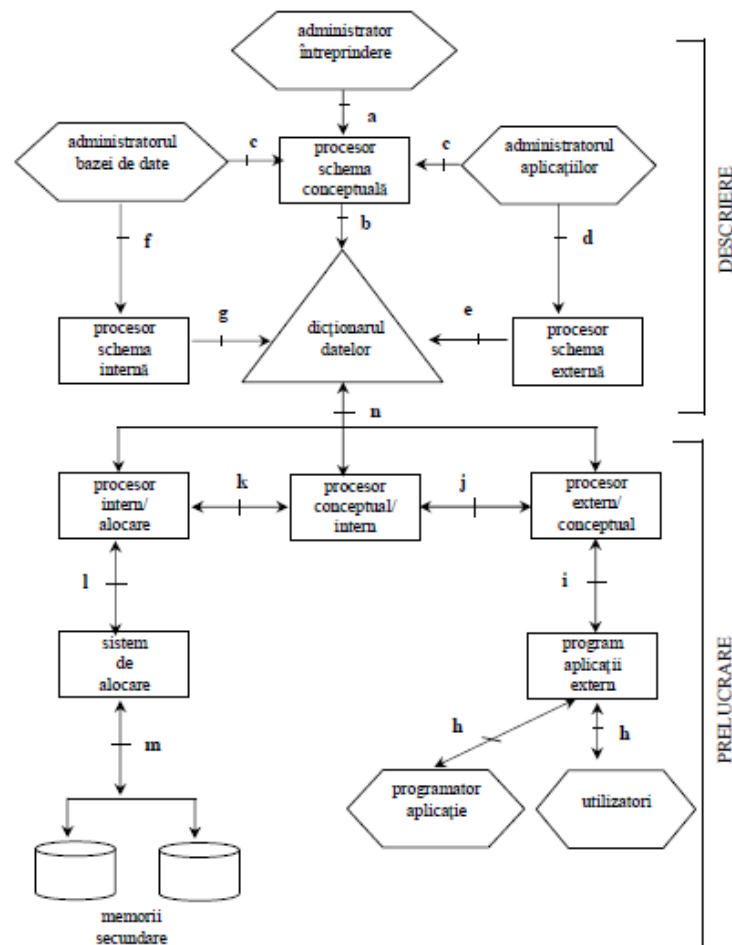 administrator
întreprindere
a
administratorul
bazei de date
c
procesor
schema
conceptuală
c
administratorul
aplicațiilor
b
f
d
DESCRIERE
procesor
schema
internă
g
dicționarul
datelor
e
procesor
schema
externă
n
procesor
intern/
alocare
k
procesor
conceptual/
intern
j
procesor
extern/
conceptual
l
i
sistem
de
alocare
program
aplicații
extern
PRELUCRARE
m
h
h
programator
aplicație
utilizatori
memorii
secundare